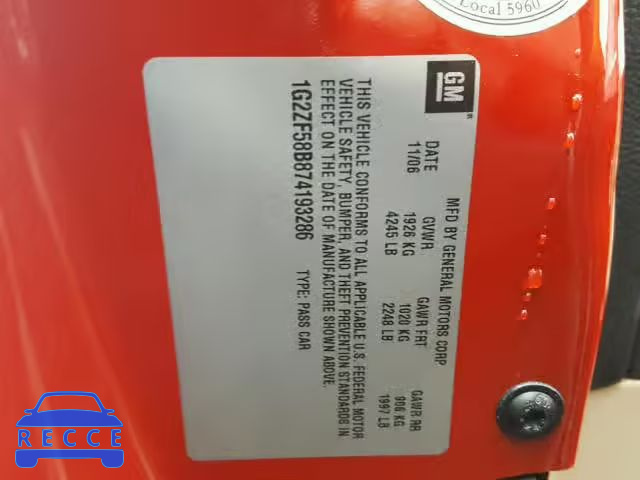 Local 5960
GM
MFD BY GENERAL MOTORS CORP
DATE GVWR GAWR FRT GAWR RR
11/06 1926 KG 1020 KG 906 KG
4245 LB 2248 LB 1997 LB
THIS VEHICLE CONFORMS TO ALL APPLICABLE U.S. FEDERAL MOTOR
VEHICLE SAFETY, BUMPER, AND THEFT PREVENTION STANDARDS IN
EFFECT ON THE DATE OF MANUFACTURE SHOWN ABOVE.
1G2ZF58B874193286 TYPE: PASS CAR
RECCE